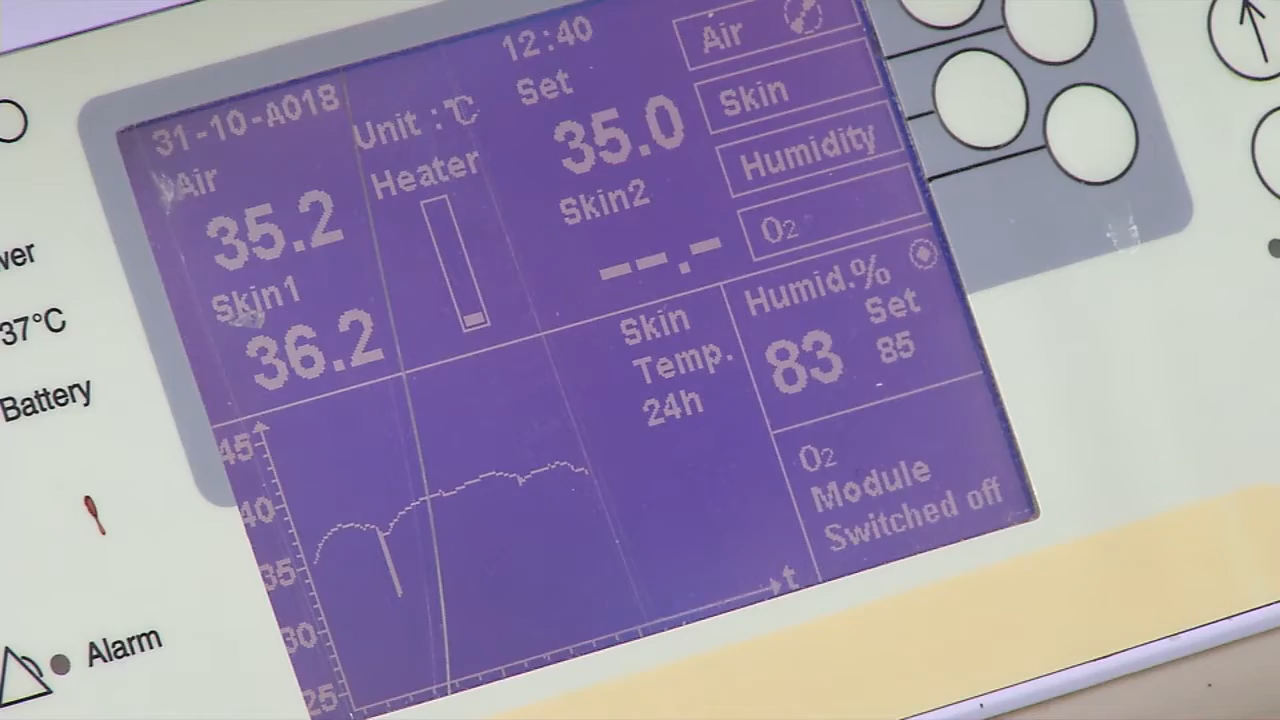 31-10-A018
12:40
Unit :℃
Set
Air
Air
35.2
Heater
35.0
Skin
Skin1
Skin2
Humidity
36.2
--.-
O2
Skin
Temp.
24h
Humid.%
83
Set
85
O2
Module
Switched off
45
40
35
30
25
t
wer
37°C
Battery
Alarm